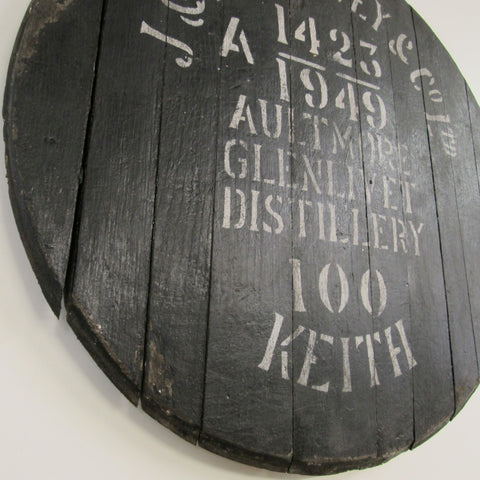 A 1423
1949
AULTMORE
GLENLIVET
DISTILLERY
100
KEITH